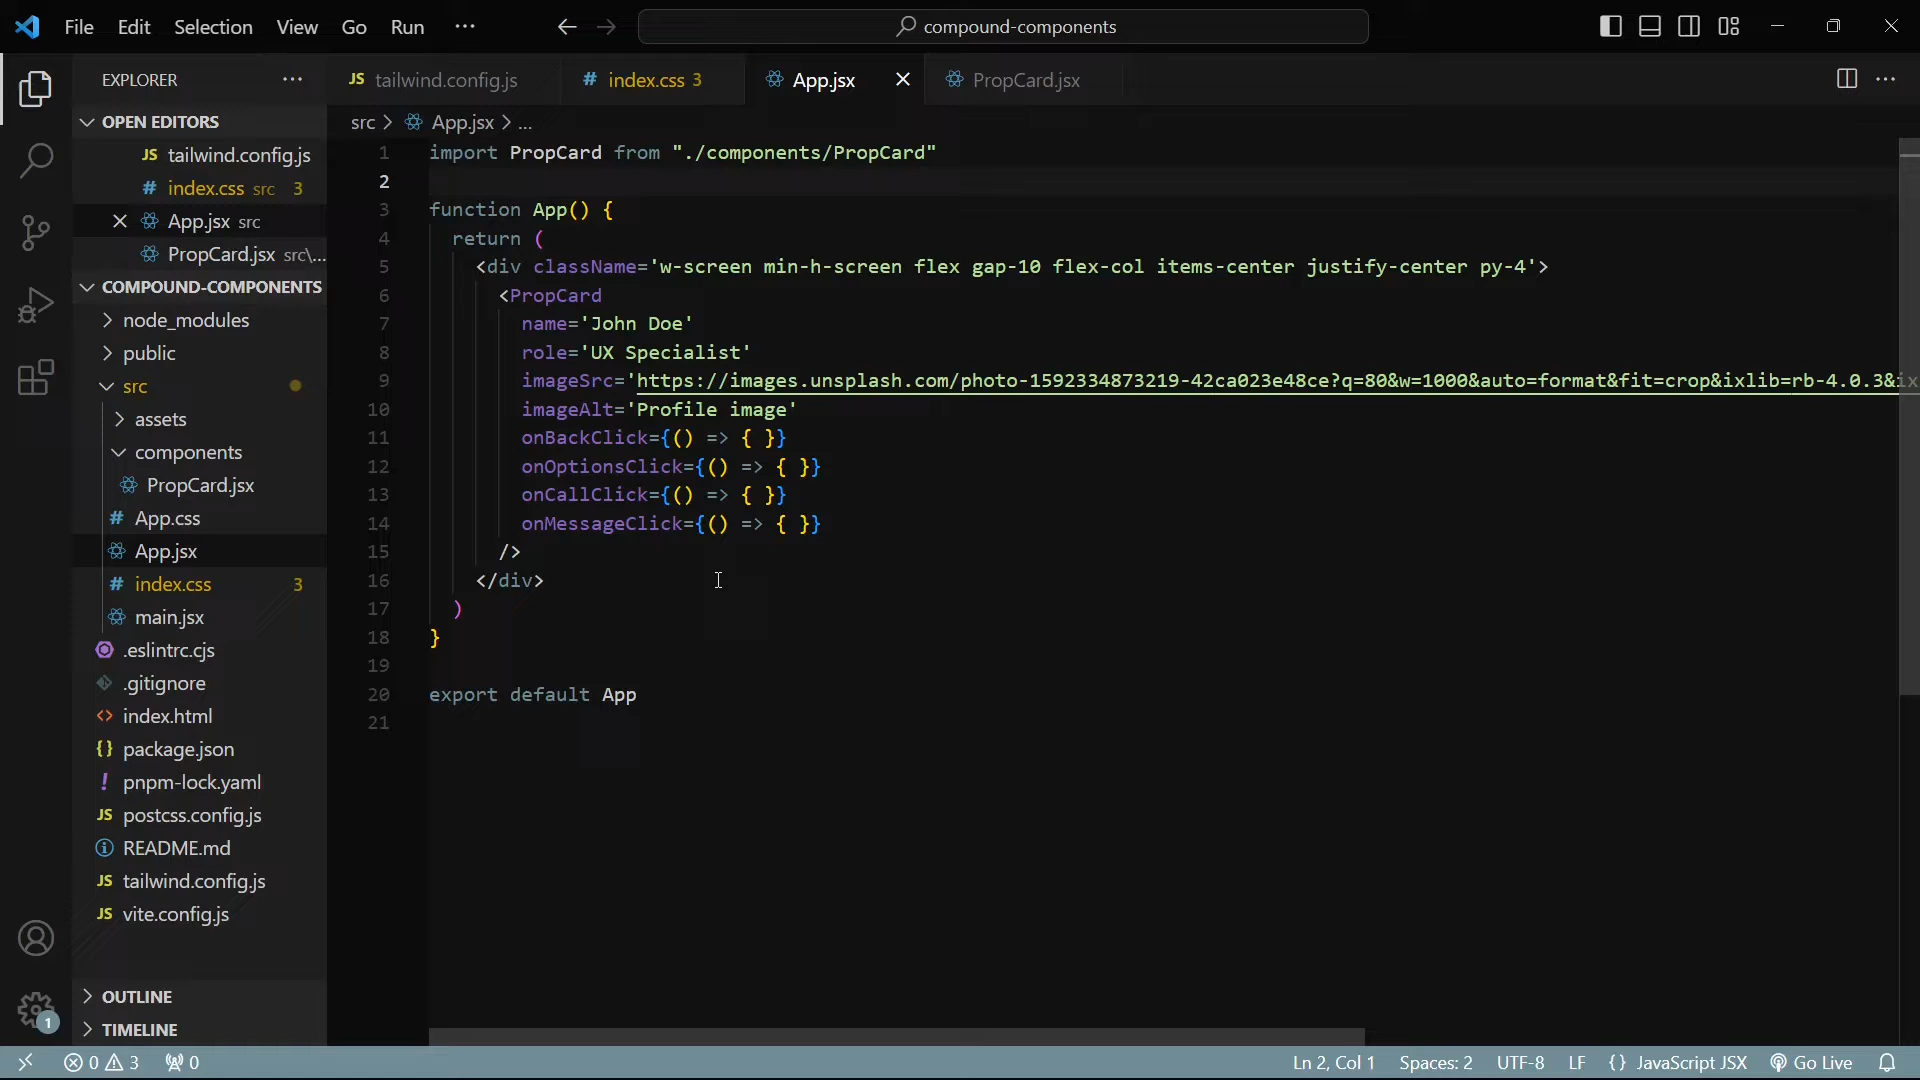 File Edit Selection View Go Run ··· compound-components
EXPLORER ···
JS tailwind.config.js # index.css 3 App.jsx PropCard.jsx ···
OPEN EDITORS
JS tailwind.config.js
# index.css src 3
App.jsx src
PropCard.jsx src\...
COMPOUND-COMPONENTS
node_modules
public
src
assets
components
PropCard.jsx
# App.css
App.jsx
# index.css 3
main.jsx
.eslintrc.cjs
.gitignore
<> index.html
{} package.json
! pnpm-lock.yaml
JS postcss.config.js
README.md
JS tailwind.config.js
JS vite.config.js
OUTLINE
TIMELINE
1
src > App.jsx > ...
1 import PropCard from "./components/PropCard"
2
3 function App() {
4 return (
5 <div className='w-screen min-h-screen flex gap-10 flex-col items-center justify-center py-4'>
6 <PropCard
7 name='John Doe'
8 role='UX Specialist'
9 imageSrc='https://images.unsplash.com/photo-1592334873219-42ca023e48ce?q=80&w=1000&auto=format&fit=crop&ixlib=rb-4.0.3&ix
10 imageAlt='Profile image'
11 onBackClick={() => { }}
12 onOptionsClick={() => { }}
13 onCallClick={() => { }}
14 onMessageClick={() => { }}
15 />
16 </div>
17 )
18 }
19
20 export default App
21
0 3 0 Ln 2, Col 1 Spaces: 2 UTF-8 LF {} JavaScript JSX Go Live